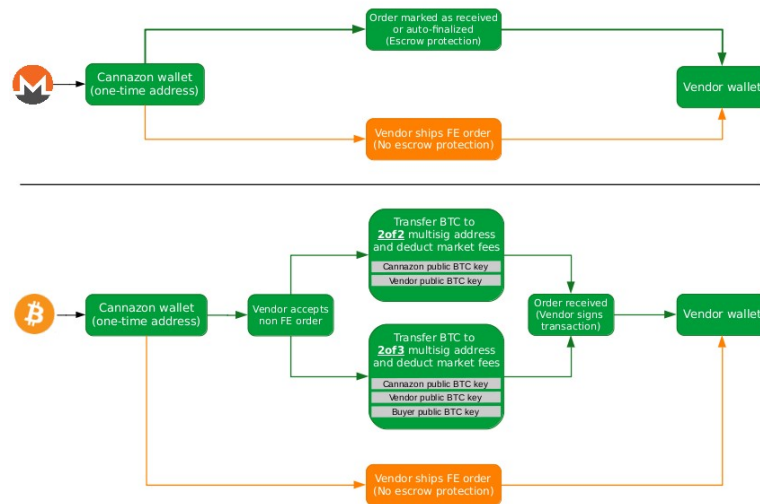 Order marked as received
or auto-finalized
(Escrow protection)
Cannazon wallet
(one-time address)
Vendor wallet
Vendor ships FE order
(No escrow protection)
Transfer BTC to
2of2 multisig address
and deduct market fees
Cannazon public BTC key
Vendor public BTC key
Cannazon wallet
(one-time address)
Vendor accepts
non FE order
Order received
(Vendor signs
transaction)
Vendor wallet
Transfer BTC to
2of3 multisig address
and deduct market fees
Cannazon public BTC key
Vendor public BTC key
Buyer public BTC key
Vendor ships FE order
(No escrow protection)